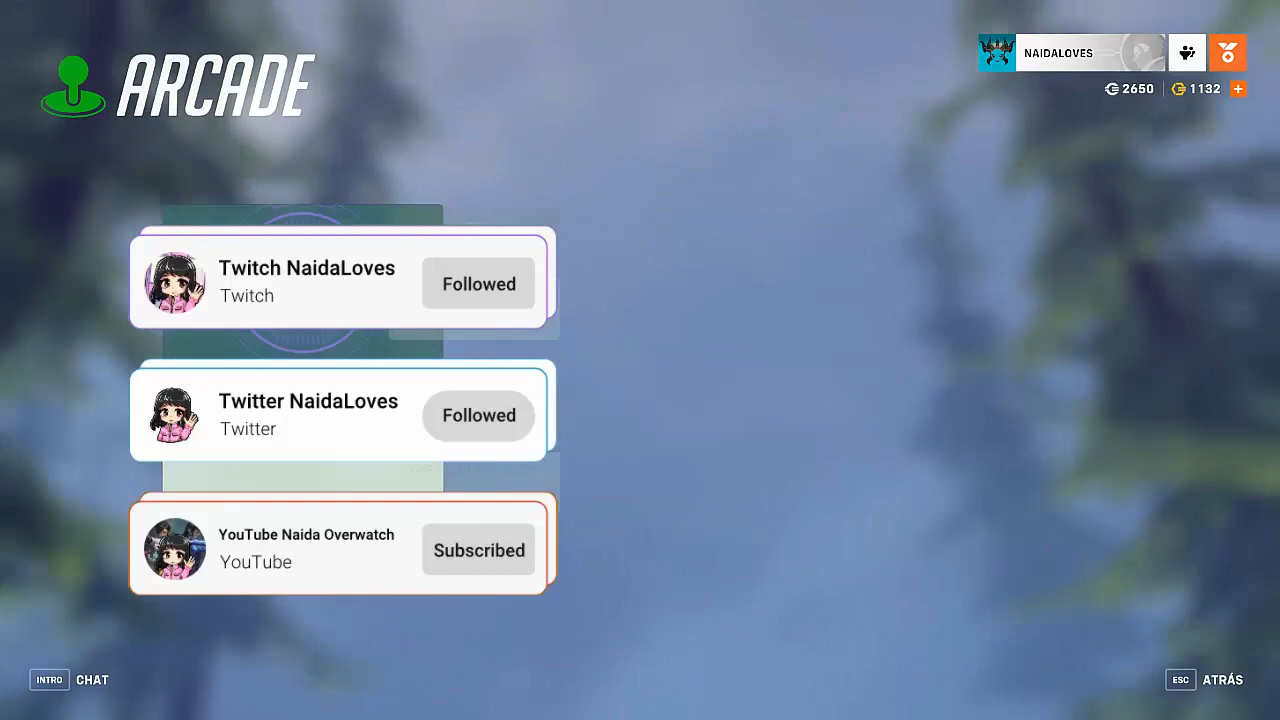 ARCADE
NAIDALOVES
2650
1132
+
Twitch NaidaLoves
Twitch
Followed
Twitter NaidaLoves
Twitter
Followed
YouTube Naida Overwatch
YouTube
Subscribed
INTRO CHAT
ESC ATRÁS